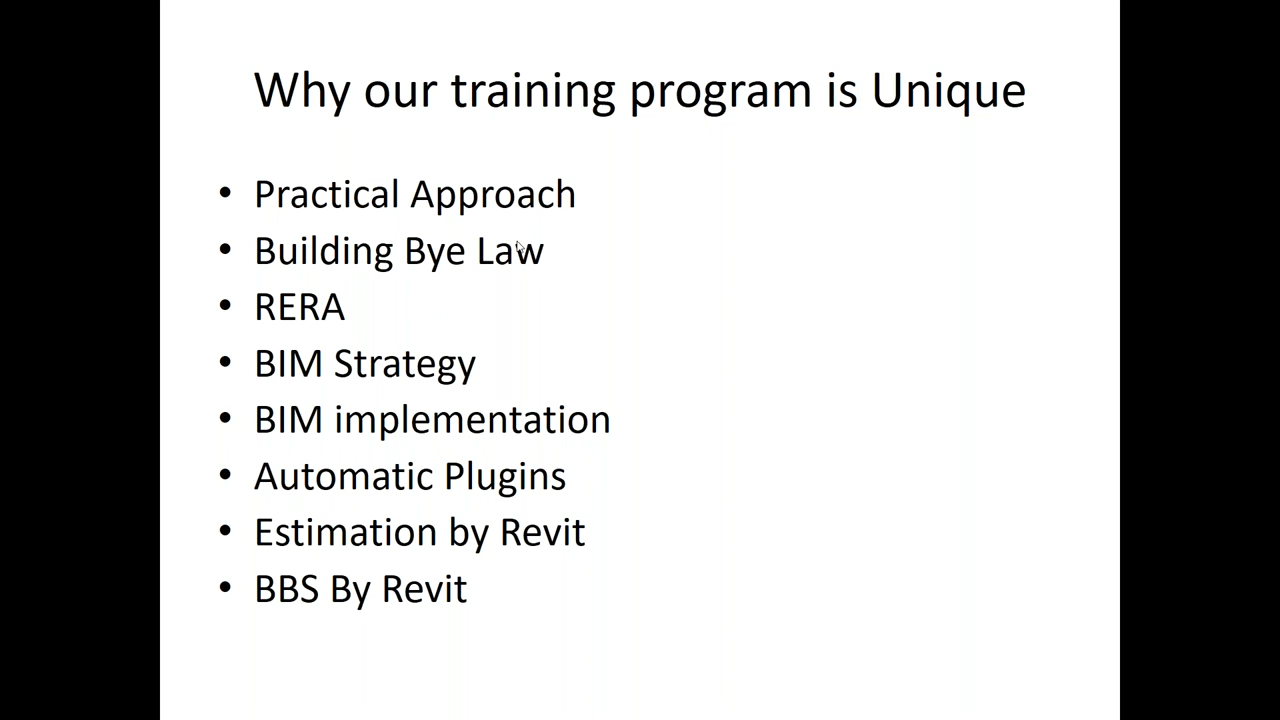 Why our training program is Unique
• Practical Approach
• Building Bye Law
• RERA
• BIM Strategy
• BIM implementation
• Automatic Plugins
• Estimation by Revit
• BBS By Revit